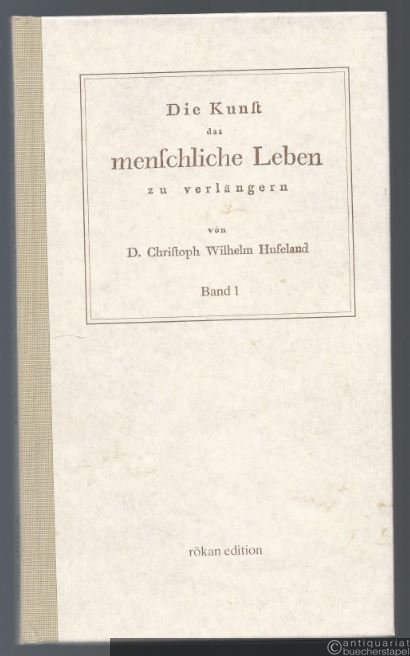 Die Kunſt
das
menſchliche Leben
zu verlängern
von
D. Chriſtoph Wilhelm Hufeland
Band 1
rökan edition
antiquariat
buecherstapel